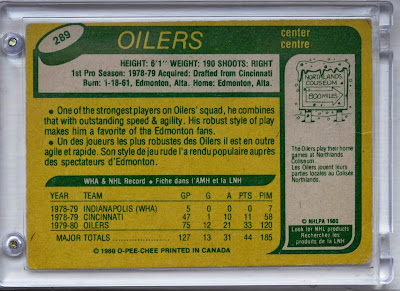 289
OILERS
center
centre
HEIGHT: 6'1" WEIGHT: 190 SHOOTS: RIGHT
1st Pro Season: 1978-79 Acquired: Drafted from Cincinnati
Born: 1-18-61, Edmonton, Alta. Home: Edmonton, Alta.
• One of the strongest players on Oilers' squad, he combines
that with outstanding speed & agility. His robust style of play
makes him a favorite of the Edmonton fans.
• Un des joueurs les plus robustes des Oilers il est en outre
agile et rapide. Son style de jeu rude l'a rendu populaire auprès
des spectateurs d'Edmonton.
WHA & NHL Record • Fiche dans l'AMH et la LNH
YEAR TEAM GP G A PTS PIM
1978-79 INDIANAPOLIS (WHA) 5 0 0 0 7
1978-79 CINCINNATI 47 1 10 11 58
1979-80 OILERS 75 12 21 33 120
MAJOR TOTALS 127 13 31 44 185
© 1980 O-PEE-CHEE PRINTED IN CANADA
NORTHLANDS
COLISEUM
500 MILES
The Oilers play their home
games at Northlands
Coliseum.
Les Oilers jouent leurs
parties locales au Colisée
Northlands.
© NHLPA 1980
Look for NHL products
Recherchez les
produits de la LNH